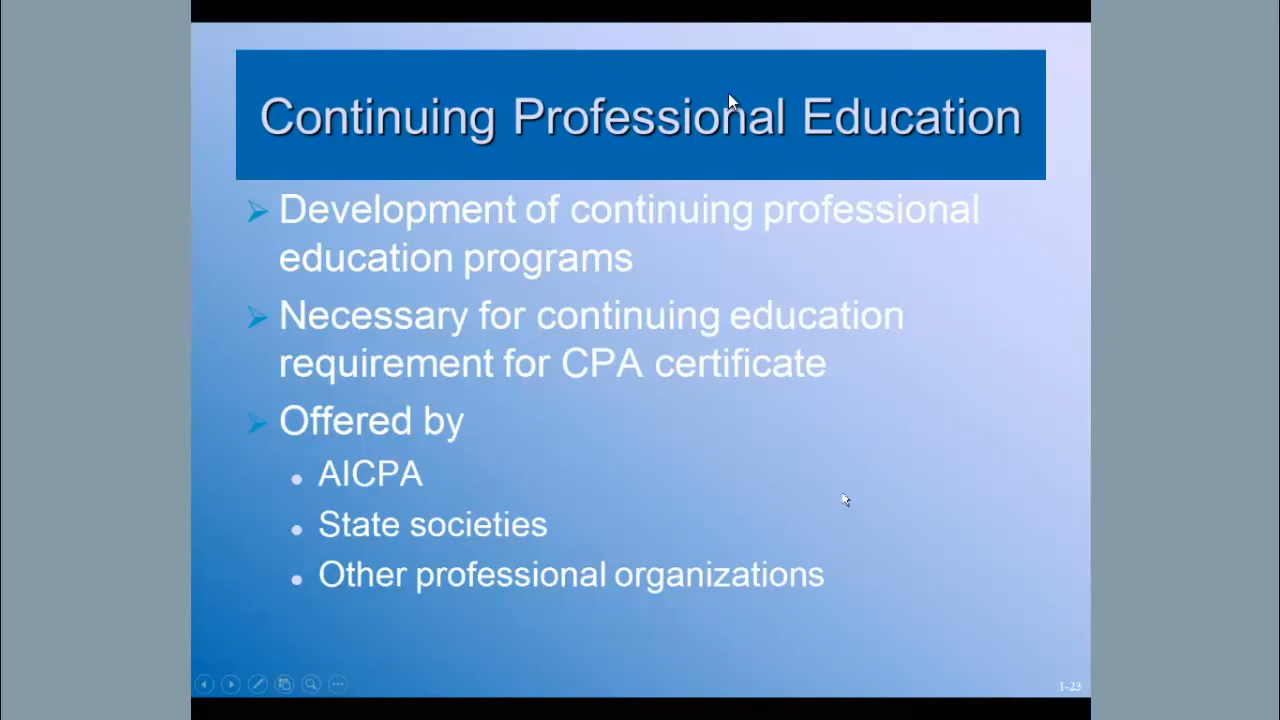 Continuing Professional Education
Development of continuing professional
education programs
Necessary for continuing education
requirement for CPA certificate
Offered by
AICPA
State societies
Other professional organizations
1-23